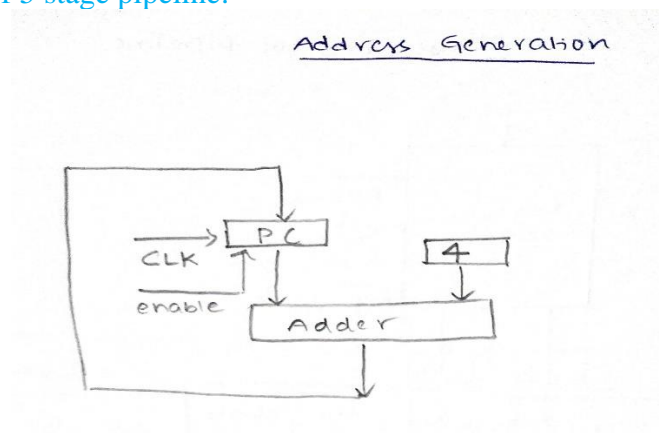 5-stage pipeline.
Address Generation
PC
CLK
4
enable
Adder